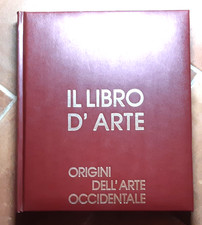 IL LIBRO
D'ARTE
ORIGINI
DELL'ARTE
OCCIDENTALE